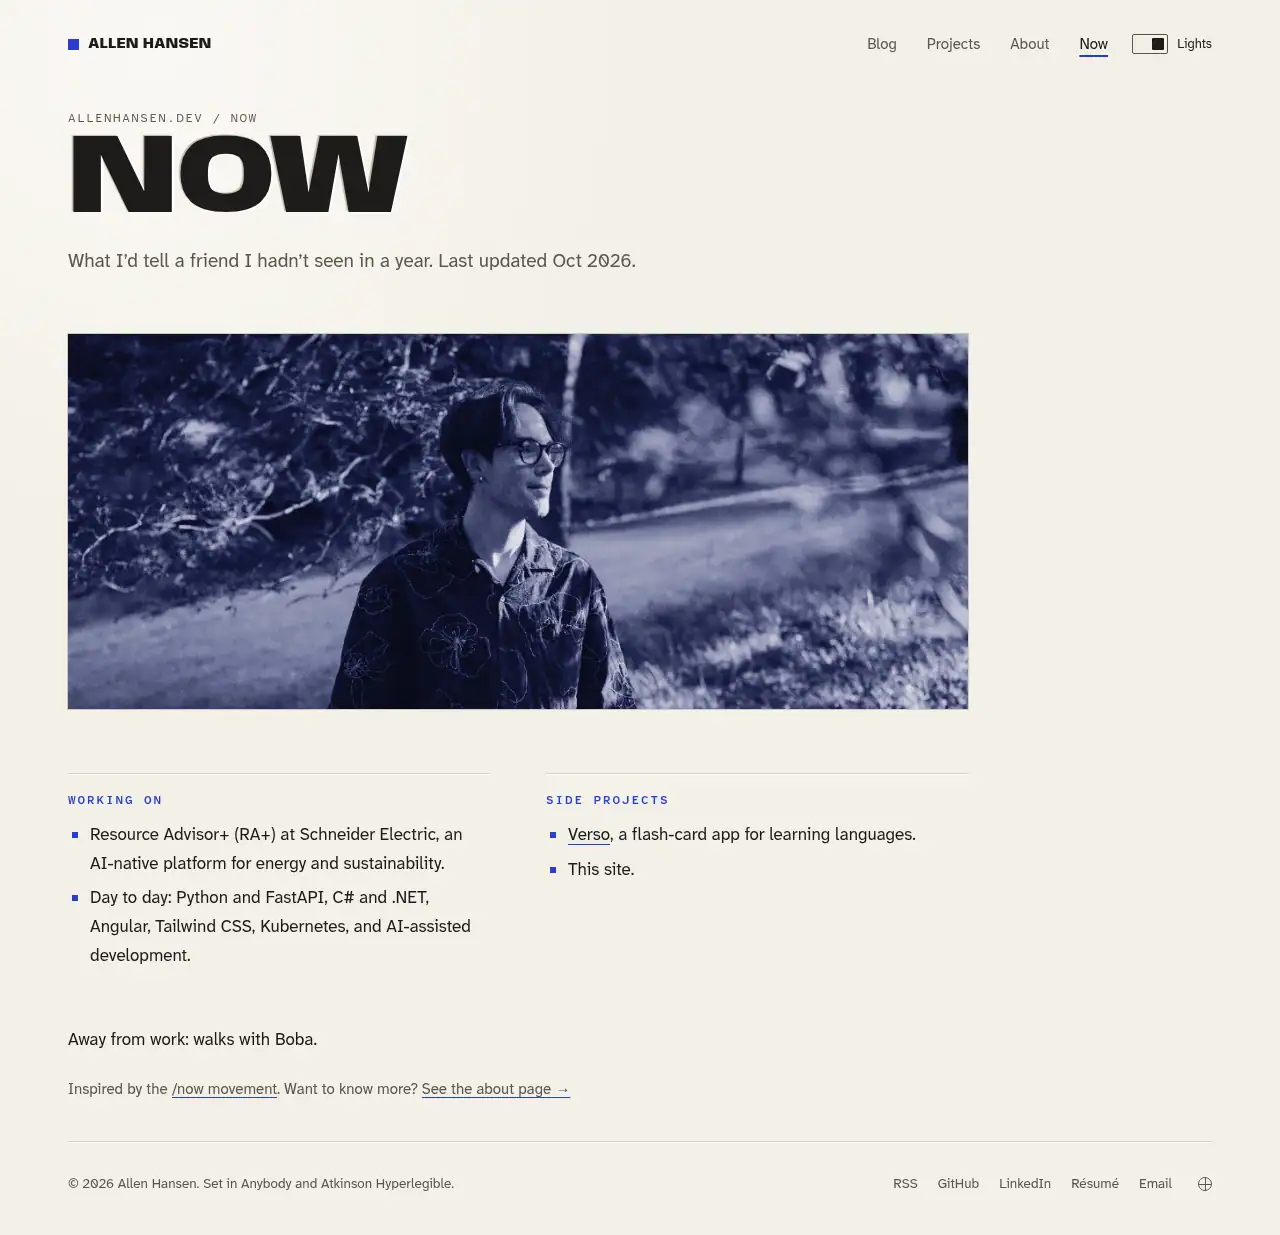 ALLEN HANSEN
Blog Projects About Now Lights
ALLENHANSEN.DEV / NOW
NOW
What I’d tell a friend I hadn’t seen in a year. Last updated Oct 2026.
WORKING ON
Resource Advisor+ (RA+) at Schneider Electric, an
AI-native platform for energy and sustainability.
Day to day: Python and FastAPI, C# and .NET,
Angular, Tailwind CSS, Kubernetes, and AI-assisted
development.
SIDE PROJECTS
Verso, a flash-card app for learning languages.
This site.
Away from work: walks with Boba.
Inspired by the /now movement. Want to know more? See the about page →
© 2026 Allen Hansen. Set in Anybody and Atkinson Hyperlegible.
RSS GitHub LinkedIn Résumé Email